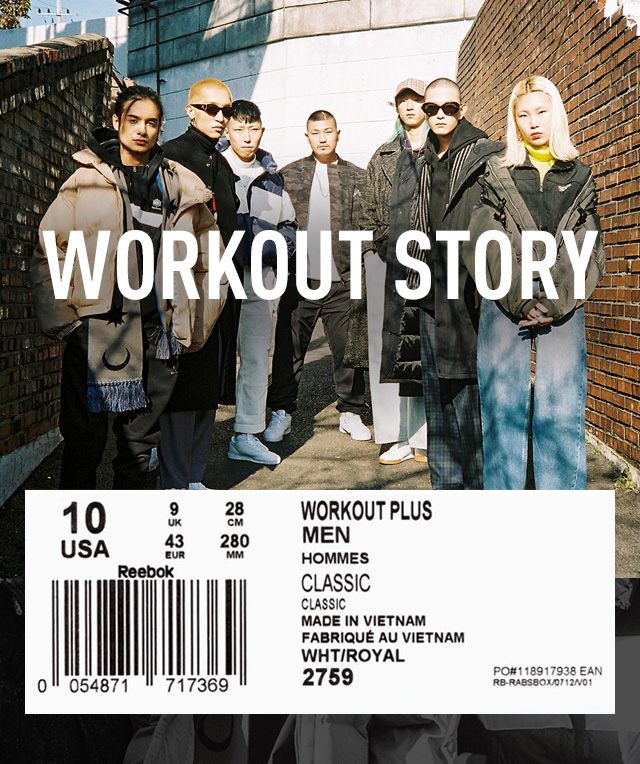 WORKOUT STORY
10
USA
9
UK
28
CM
43
EUR
280
MM
Reebok
0 054871 717369
WORKOUT PLUS
MEN
HOMMES
CLASSIC
CLASSIC
MADE IN VIETNAM
FABRIQUÉ AU VIETNAM
WHT/ROYAL
2759
PO#118917938 EAN
RB-RABSBOX/0712/V01